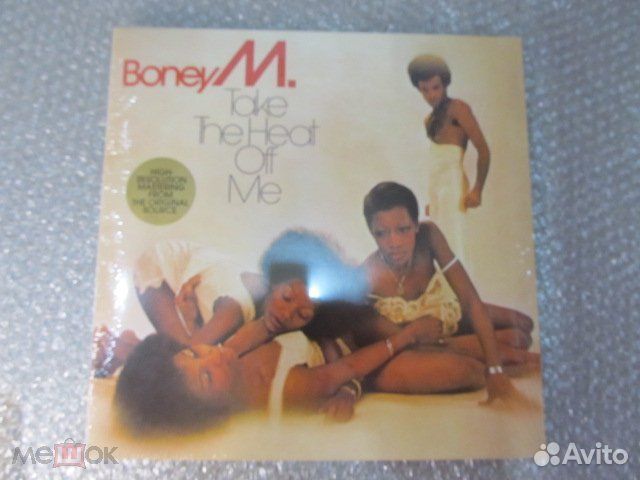 Boney M.
Take
The Heat
Off
Me
HIGH
RESOLUTION
MASTERING
FROM
THE ORIGINAL
SOURCE
мешок
Avito